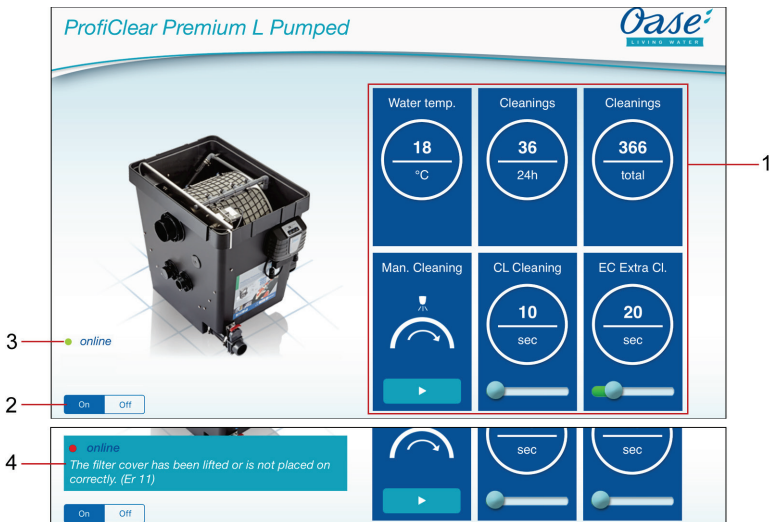 ProfiClear Premium L Pumped
Oase
LIVING WATER
Water temp.
18
°C
Cleanings
36
24h
Cleanings
366
total
1
Man. Cleaning
CL Cleaning
10
sec
EC Extra Cl.
20
sec
3
online
2
On Off
4
online
The filter cover has been lifted or is not placed on
correctly. (Er 11)
sec
sec
On Off